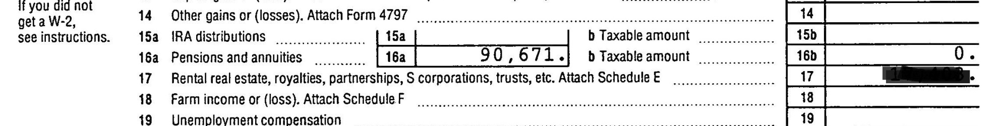 If you did not
get a W-2,
see instructions.
14 Other gains or (losses). Attach Form 4797 14
15a IRA distributions 15a b Taxable amount 15b
16a Pensions and annuities 16a 90,671. b Taxable amount 16b 0.
17 Rental real estate, royalties, partnerships, S corporations, trusts, etc. Attach Schedule E 17
18 Farm income or (loss). Attach Schedule F 18
19 Unemployment compensation 19